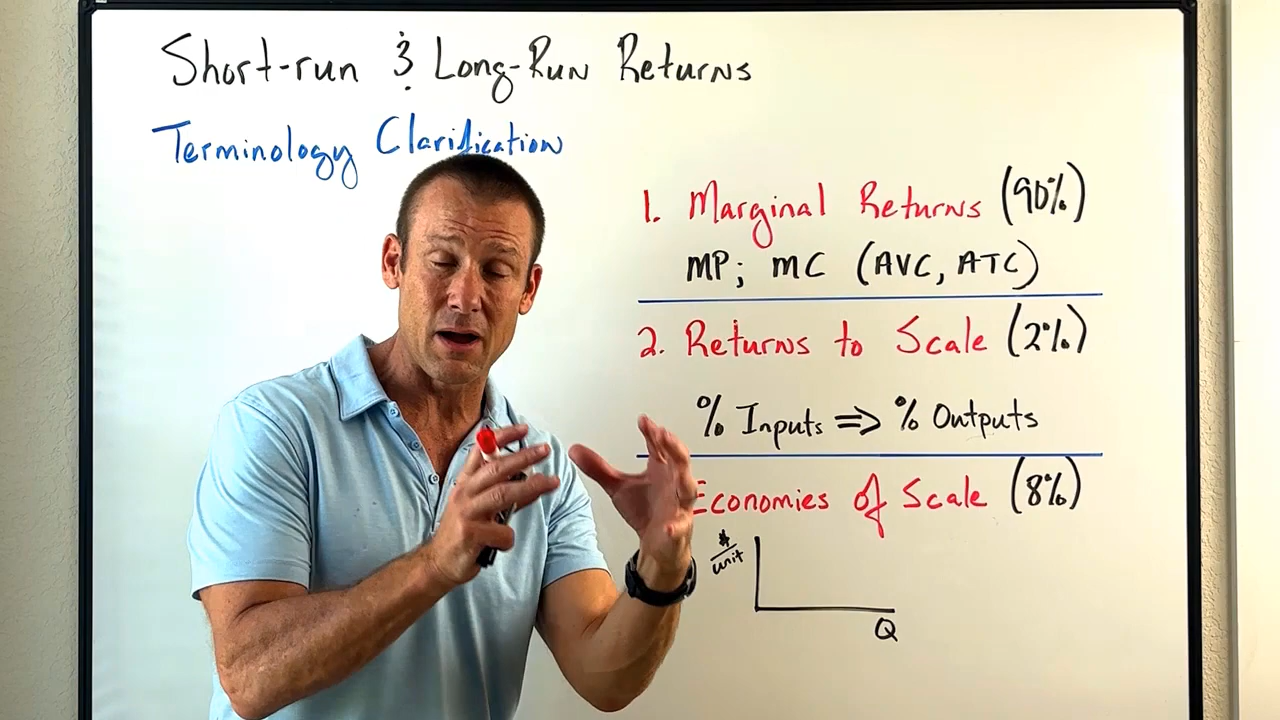 Short-run & Long-Run Returns
Terminology Clarification
1. Marginal Returns (90%)
MP; MC (AVC, ATC)
2. Returns to Scale (2%)
% Inputs => % Outputs
Economies of Scale (8%)
$/unit
Q